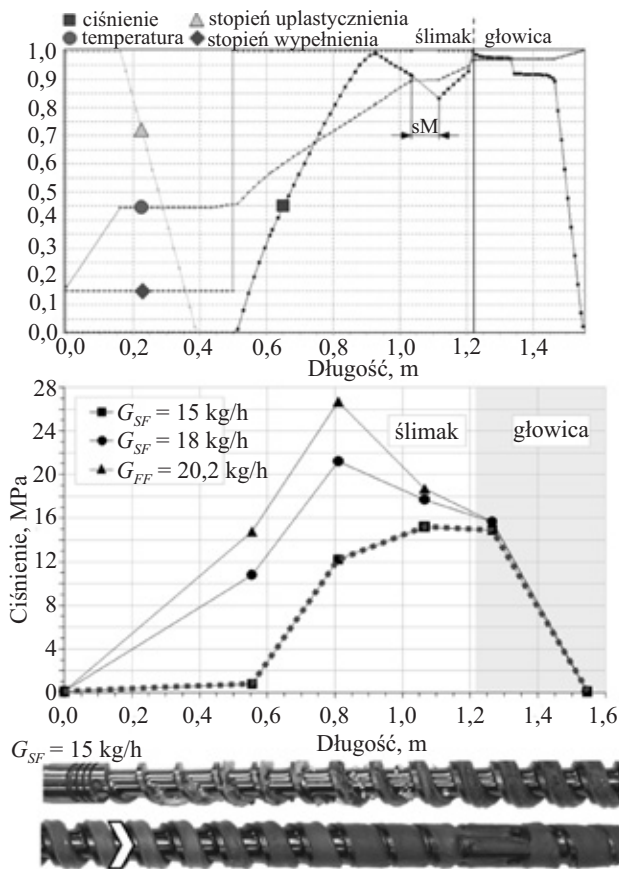 ciśnienie
stopień uplastycznienia
temperatura
stopień wypełnienia
ślimak
głowica
1,0
0,9
0,8
0,7
0,6
0,5
0,4
0,3
0,2
0,1
0,0
sM
0,0 0,2 0,4 0,6 0,8 1,0 1,2 1,4
Długość, m
28
24
20
16
12
8
4
0
Ciśnienie, MPa
G_SF = 15 kg/h
G_SF = 18 kg/h
G_FF = 20,2 kg/h
ślimak
głowica
0,0 0,2 0,4 0,6 0,8 1,0 1,2 1,4 1,6
Długość, m
G_SF = 15 kg/h